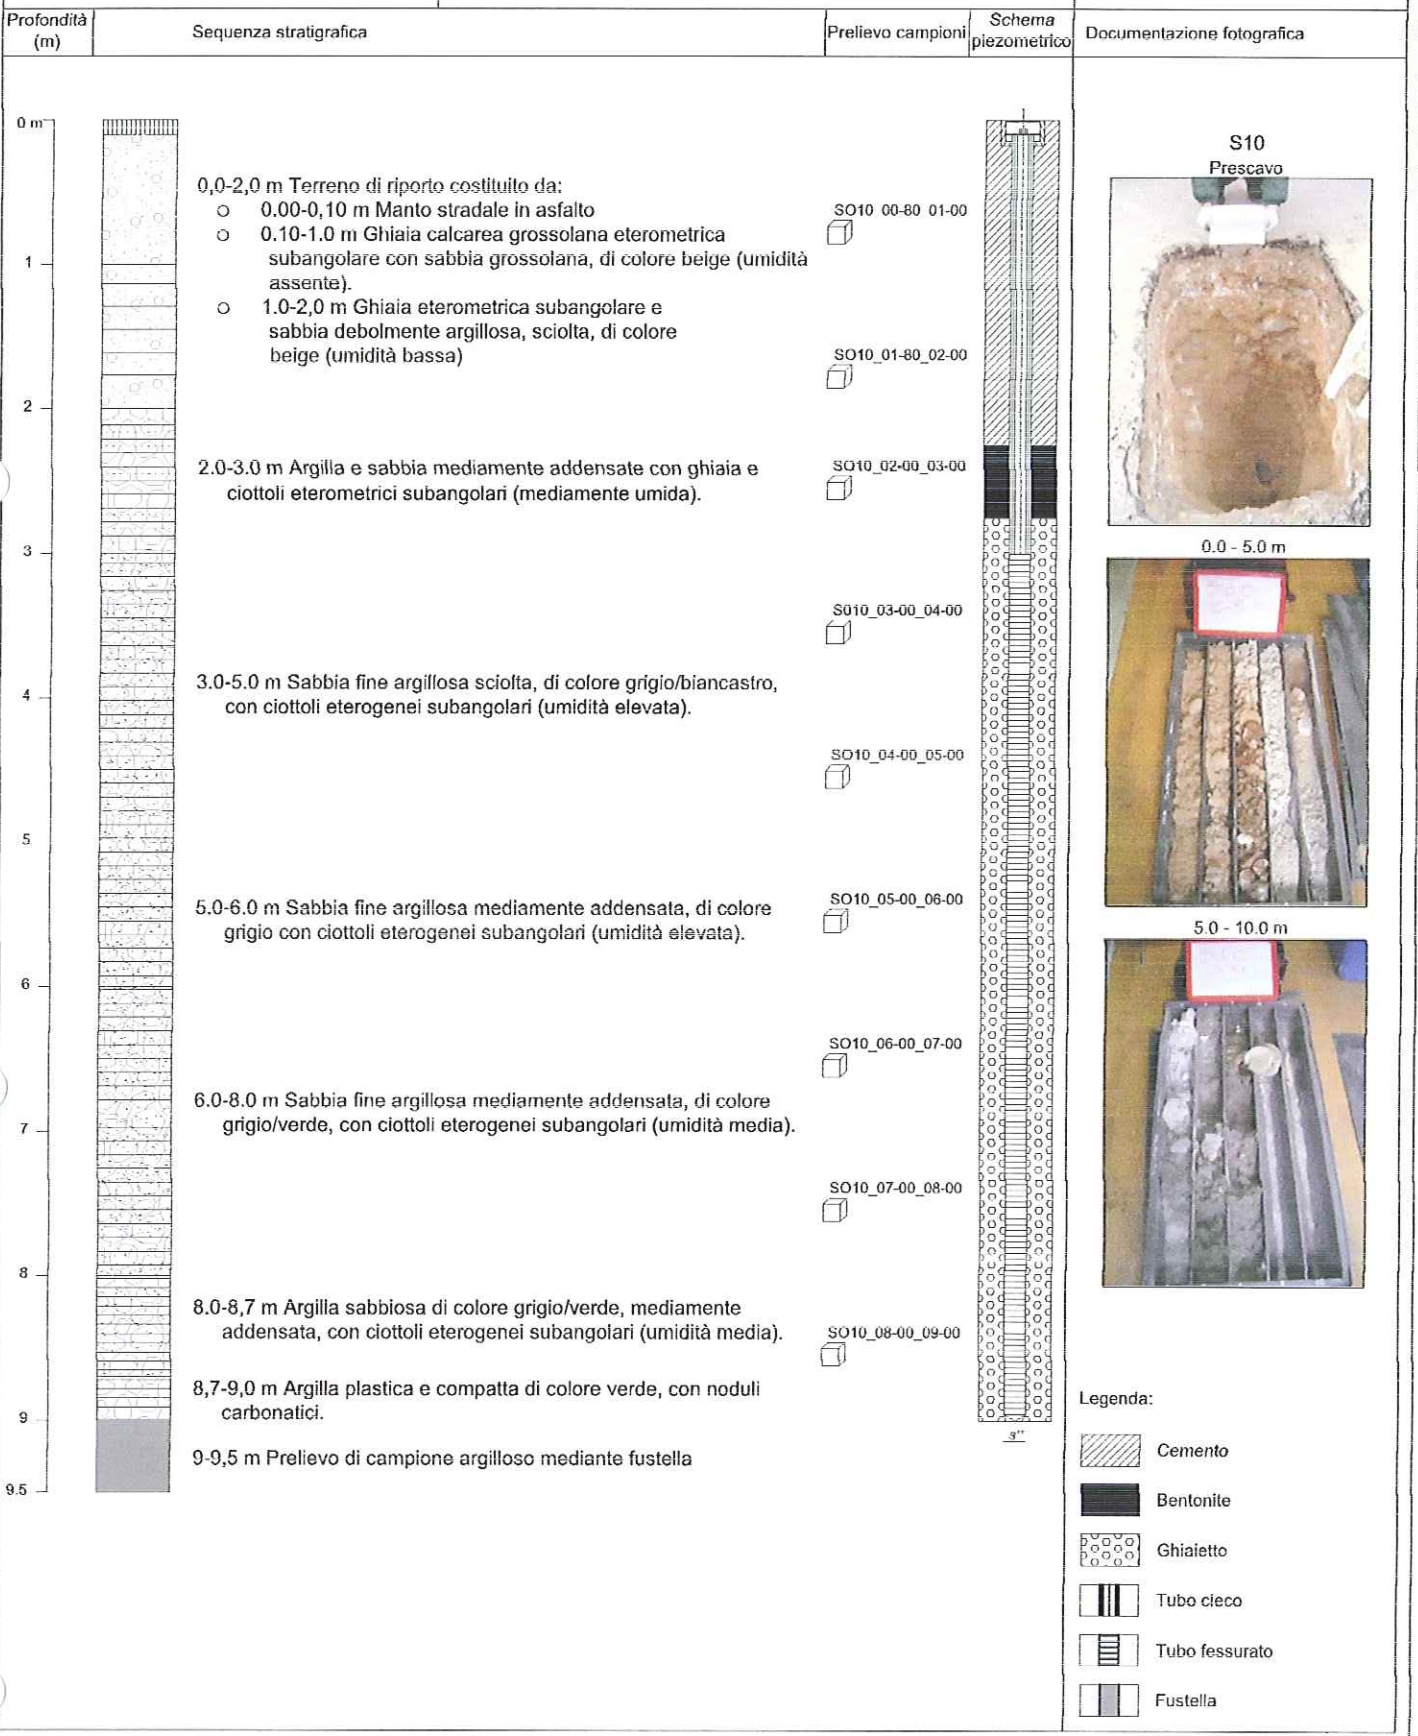 Profondità
(m)
Sequenza stratigrafica
Prelievo campioni
Schema
piezometrico
Documentazione fotografica
0 m
1
2
3
4
5
6
7
8
9
9.5
0,0-2,0 m Terreno di riporto costituito da:
o 0.00-0,10 m Manto stradale in asfalto
o 0.10-1.0 m Ghiaia calcarea grossolana eterometrica
subangolare con sabbia grossolana, di colore beige (umidità
assente).
o 1.0-2,0 m Ghiaia eterometrica subangolare e
sabbia debolmente argillosa, sciolta, di colore
beige (umidità bassa)
2.0-3.0 m Argilla e sabbia mediamente addensate con ghiaia e
ciottoli eterometrici subangolari (mediamente umida).
3.0-5.0 m Sabbia fine argillosa sciolta, di colore grigio/biancastro,
con ciottoli eterogenei subangolari (umidità elevata).
5.0-6.0 m Sabbia fine argillosa mediamente addensata, di colore
grigio con ciottoli eterogenei subangolari (umidità elevata).
6.0-8.0 m Sabbia fine argillosa mediamente addensata, di colore
grigio/verde, con ciottoli eterogenei subangolari (umidità media).
8.0-8,7 m Argilla sabbiosa di colore grigio/verde, mediamente
addensata, con ciottoli eterogenei subangolari (umidità media).
8,7-9,0 m Argilla plastica e compatta di colore verde, con noduli
carbonatici.
9-9,5 m Prelievo di campione argilloso mediante fustella
SO10_00-80_01-00
SO10_01-80_02-00
SO10_02-00_03-00
S010_03-00_04-00
SO10_04-00_05-00
SO10_05-00_06-00
SO10_06-00_07-00
SO10_07-00_08-00
SO10_08-00_09-00
3"
S10
Prescavo
0.0 - 5.0 m
5.0 - 10.0 m
Legenda:
Cemento
Bentonite
Ghiaietto
Tubo cieco
Tubo fessurato
Fustella